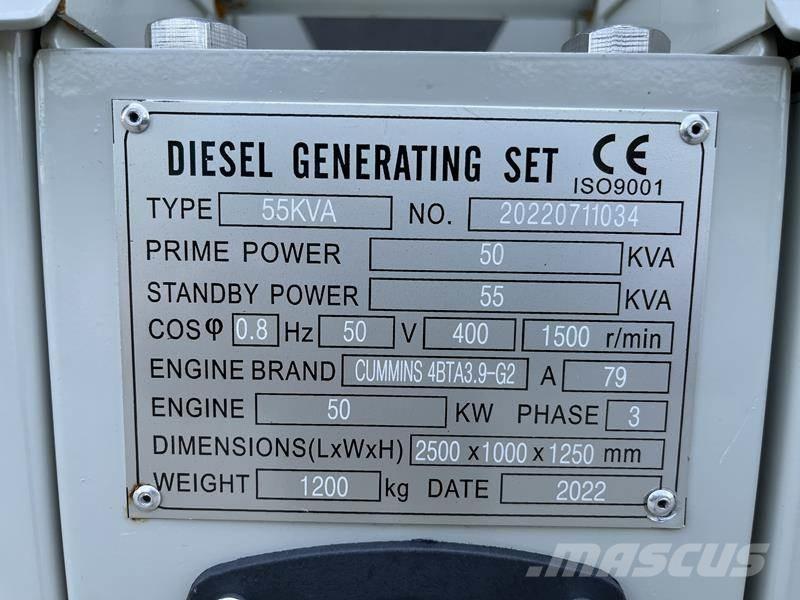 DIESEL GENERATING SET CE
ISO9001
TYPE 55KVA NO. 20220711034
PRIME POWER 50 KVA
STANDBY POWER 55 KVA
COSφ 0.8 Hz 50 V 400 1500 r/min
ENGINE BRAND CUMMINS 4BTA3.9-G2 A 79
ENGINE 50 KW PHASE 3
DIMENSIONS(LxWxH) 2500 x1000 x 1250 mm
WEIGHT 1200 kg DATE 2022
MASCUS